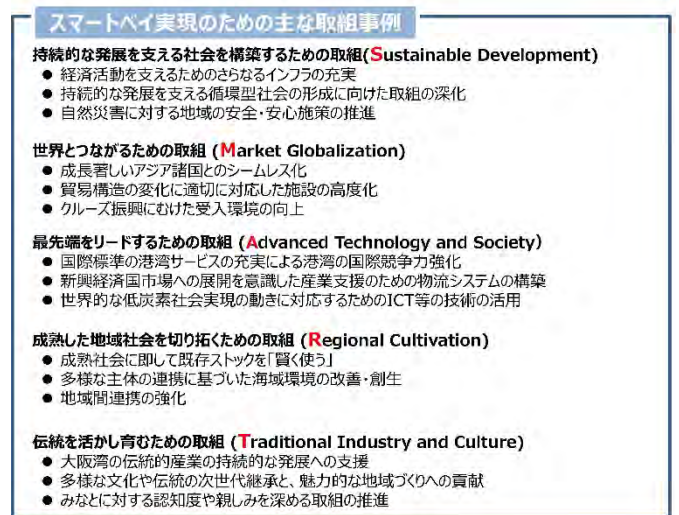 スマートベイ実現のための主な取組事例
持続的な発展を支える社会を構築するための取組(Sustainable Development)
● 経済活動を支えるためのさらなるインフラの充実
● 持続的な発展を支える循環型社会の形成に向けた取組の深化
● 自然災害に対する地域の安全・安心施策の推進
世界とつながるための取組 (Market Globalization)
● 成長著しいアジア諸国とのシームレス化
● 貿易構造の変化に適切に対応した施設の高度化
● クルーズ振興にむけた受入環境の向上
最先端をリードするための取組 (Advanced Technology and Society)
● 国際標準の港湾サービスの充実による港湾の国際競争力強化
● 新興経済国市場への展開を意識した産業支援のための物流システムの構築
● 世界的な低炭素社会実現の動きに対応するためのICT等の技術の活用
成熟した地域社会を切り拓くための取組 (Regional Cultivation)
● 成熟社会に即して既存ストックを「賢く使う」
● 多様な主体の連携に基づいた海域環境の改善・創生
● 地域間連携の強化
伝統を活かし育むための取組 (Traditional Industry and Culture)
● 大阪湾の伝統的産業の持続的な発展への支援
● 多様な文化や伝統の次世代継承と、魅力的な地域づくりへの貢献
● みなとに対する認知度や親しみを深める取組の推進